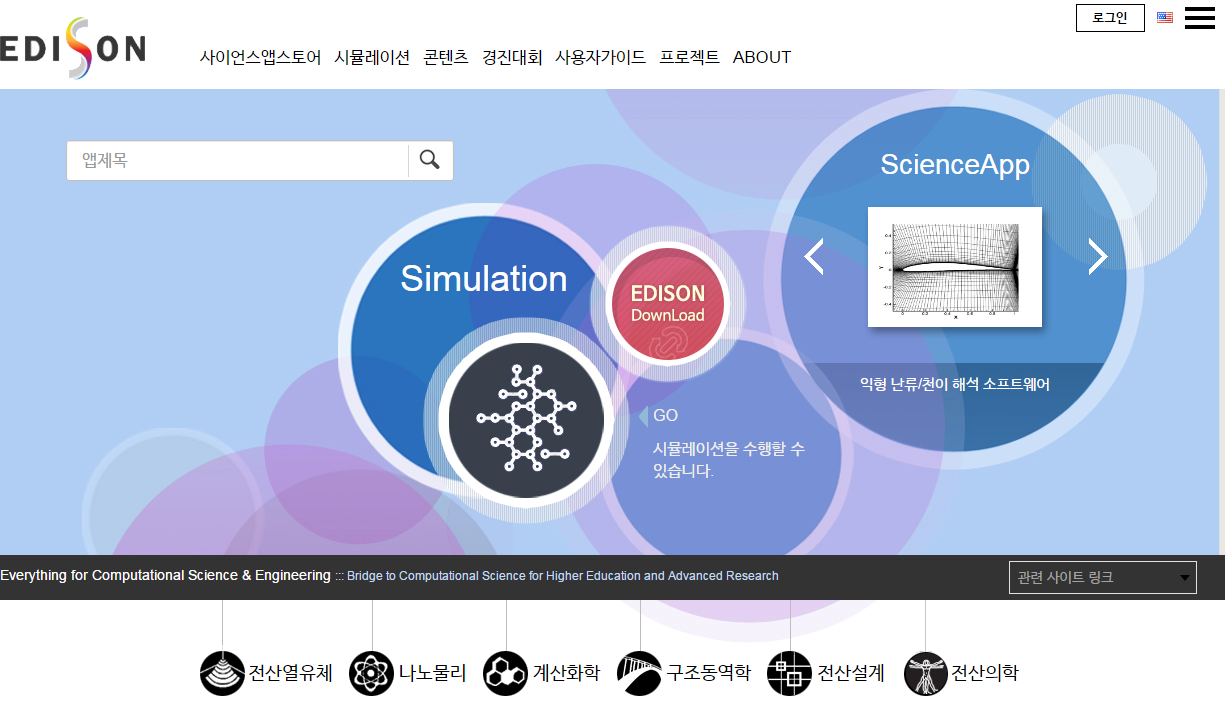 로그인
EDISON
사이언스앱스토어 시뮬레이션 콘텐츠 경진대회 사용자가이드 프로젝트 ABOUT
앱제목
ScienceApp
Simulation
EDISON
DownLoad
익형 난류/천이 해석 소프트웨어
GO
시뮬레이션을 수행할 수
있습니다.
Everything for Computational Science & Engineering ::: Bridge to Computational Science for Higher Education and Advanced Research
관련 사이트 링크
전산열유체 나노물리 계산화학 구조동역학 전산설계 전산의학